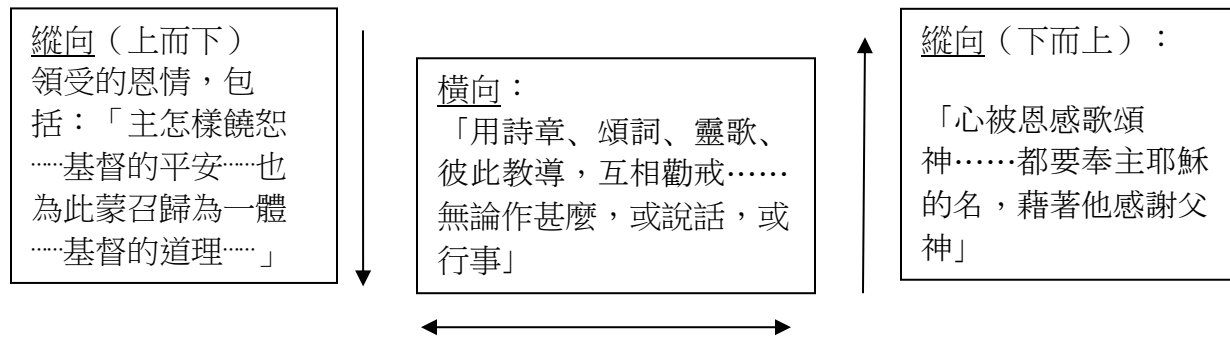 縱向（上而下）
領受的恩情，包
括：「主怎樣饒恕
……基督的平安……也
為此蒙召歸為一體
……基督的道理……」
橫向：
「用詩章、頌詞、靈歌、
彼此教導，互相勸戒……
無論作甚麼，或說話，或
行事」
縱向（下而上）：
「心被恩感歌頌
神……都要奉主耶穌
的名，藉著他感謝父
神」